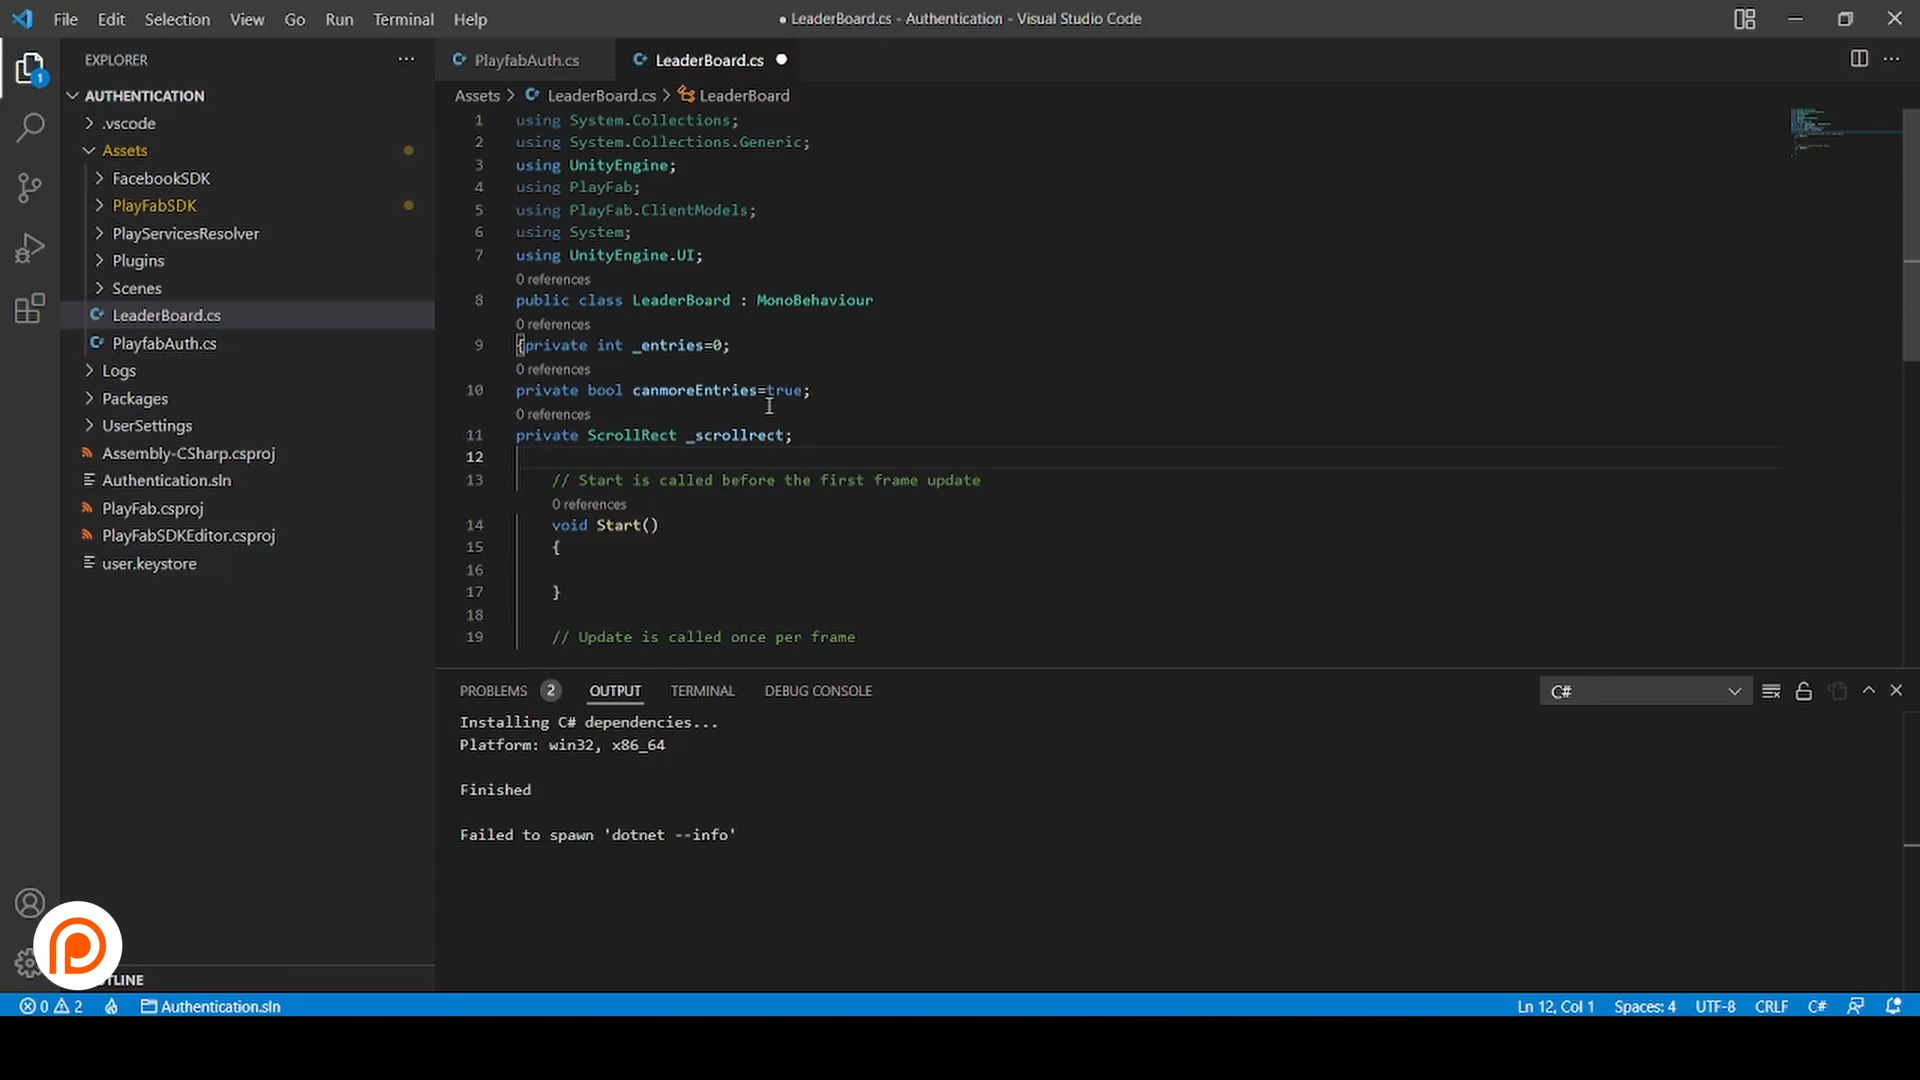 File Edit Selection View Go Run Terminal Help
● LeaderBoard.cs - Authentication - Visual Studio Code
EXPLORER
1
AUTHENTICATION
.vscode
Assets
FacebookSDK
PlayFabSDK
PlayServicesResolver
Plugins
Scenes
LeaderBoard.cs
PlayfabAuth.cs
Logs
Packages
UserSettings
Assembly-CSharp.csproj
Authentication.sln
PlayFab.csproj
PlayFabSDKEditor.csproj
user.keystore
TLINE
PlayfabAuth.cs LeaderBoard.cs
Assets > LeaderBoard.cs > LeaderBoard
1 using System.Collections;
2 using System.Collections.Generic;
3 using UnityEngine;
4 using PlayFab;
5 using PlayFab.ClientModels;
6 using System;
7 using UnityEngine.UI;
0 references
8 public class LeaderBoard : MonoBehaviour
0 references
9 {private int _entries=0;
0 references
10 private bool canmoreEntries=true;
0 references
11 private ScrollRect _scrollrect;
12
13 // Start is called before the first frame update
0 references
14 void Start()
15 {
16
17 }
18
19 // Update is called once per frame
PROBLEMS 2 OUTPUT TERMINAL DEBUG CONSOLE C#
Installing C# dependencies...
Platform: win32, x86_64
Finished
Failed to spawn 'dotnet --info'
0 2 Authentication.sln Ln 12, Col 1 Spaces: 4 UTF-8 CRLF C#